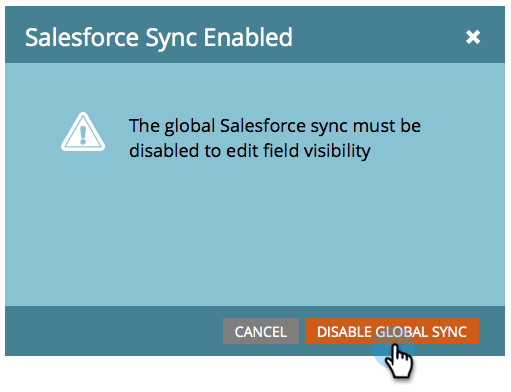 Salesforce Sync Enabled
The global Salesforce sync must be
disabled to edit field visibility
CANCEL
DISABLE GLOBAL SYNC